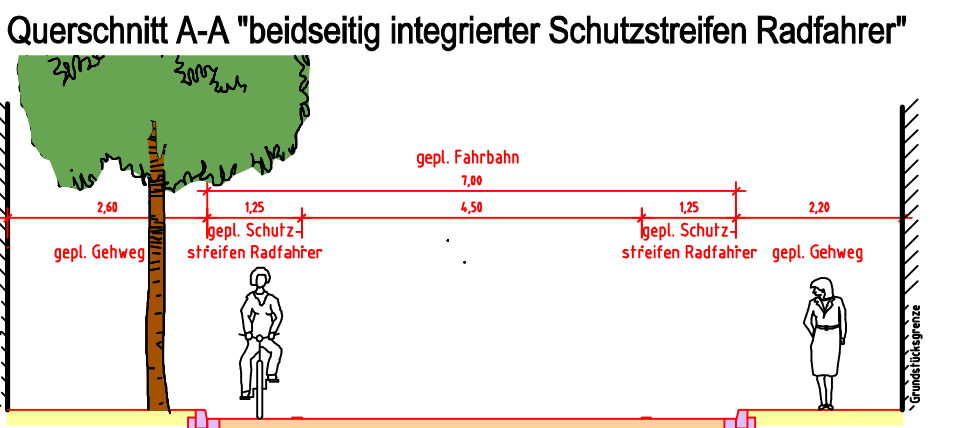 Querschnitt A-A "beidseitig integrierter Schutzstreifen Radfahrer"
gepl. Fahrbahn
7,00
2,60
1,25
4,50
1,25
2,20
gepl. Gehweg
gepl. Schutz-
streifen Radfahrer
gepl. Schutz-
streifen Radfahrer
gepl. Gehweg
Grundstücksgrenze